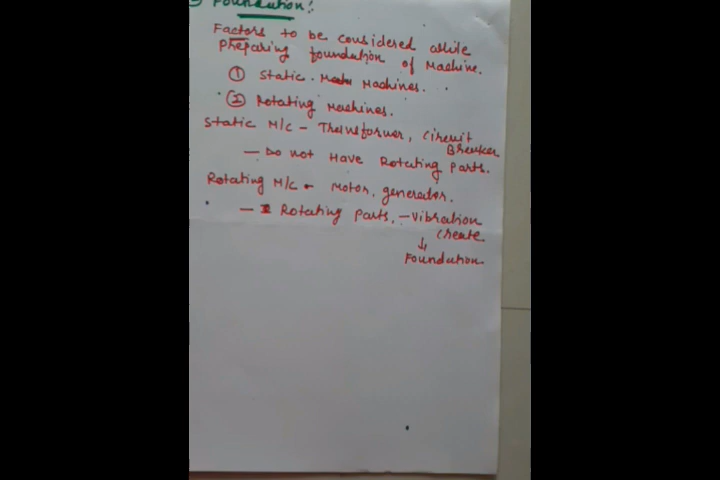 Foundation:
Factors to be considered while
Preparing foundation of Machine.
① Static Machines.
② Rotating Machines.
Static M/C - Transformer, Circuit
Breaker
- Do not Have Rotating Parts.
Rotating M/C - Motor, generator.
- Rotating Parts, - Vibration
Create
↓
Foundation.